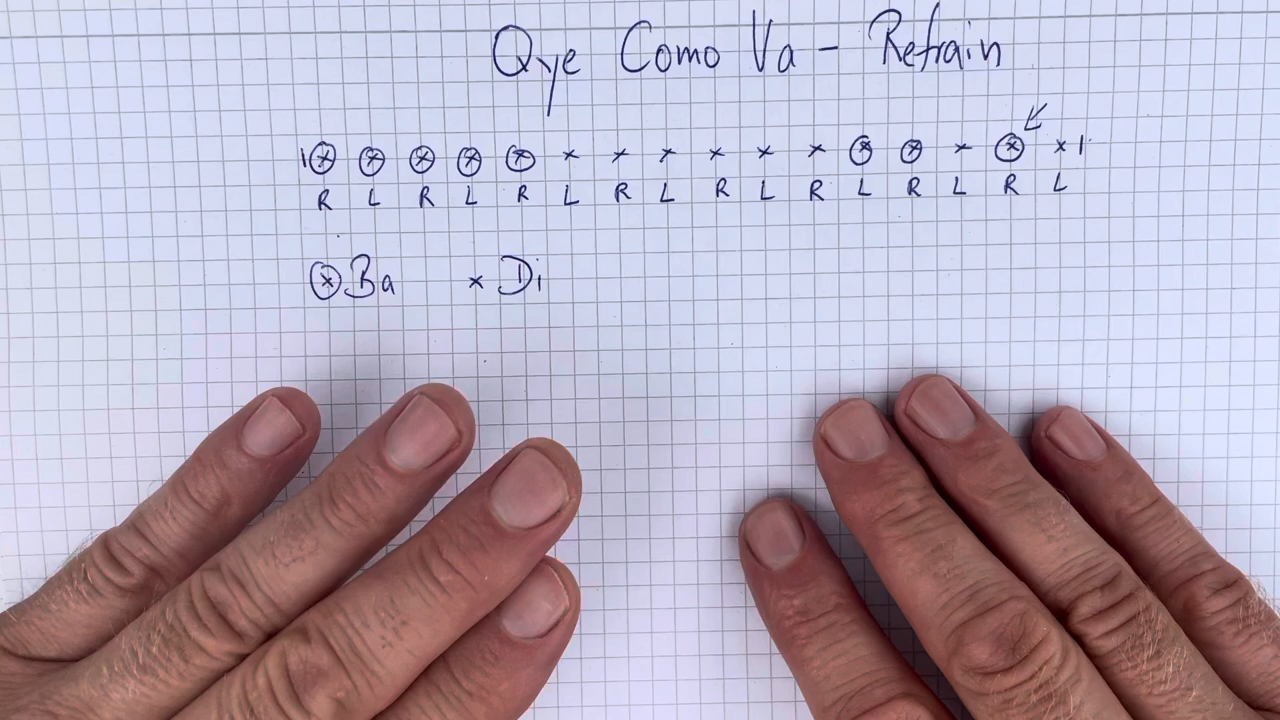 Oye Como Va - Refrain
|ⓧ ⓧ ⓧ ⓧ ⓧ x x x x x x ⓧ ⓧ x ⓧ x|
R L R L R L R L R L R L R L R L
ⓧ Ba x Di